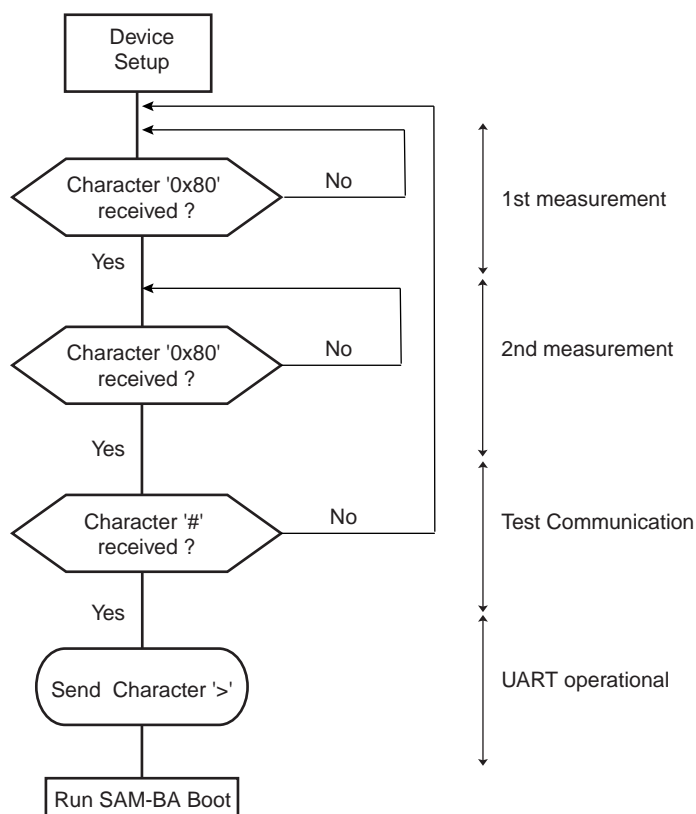 Device
Setup
Character '0x80'
received ?
No
1st measurement
Yes
Character '0x80'
received ?
No
2nd measurement
Yes
Character '#'
received ?
No
Test Communication
Yes
Send Character '>'
UART operational
Run SAM-BA Boot